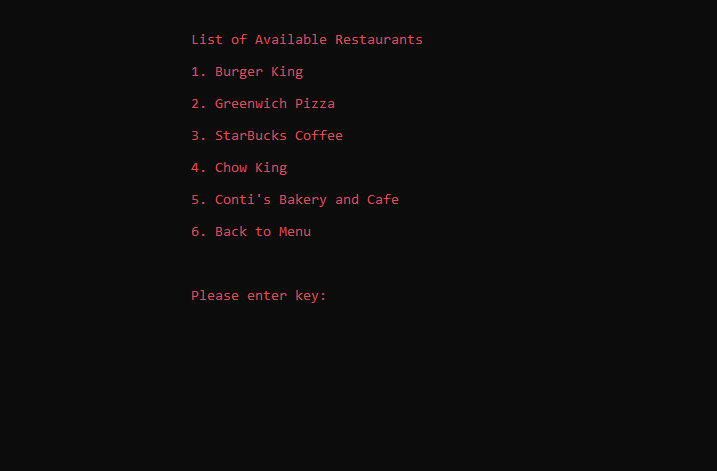 List of Available Restaurants
1. Burger King
2. Greenwich Pizza
3. StarBucks Coffee
4. Chow King
5. Conti's Bakery and Cafe
6. Back to Menu
Please enter key: